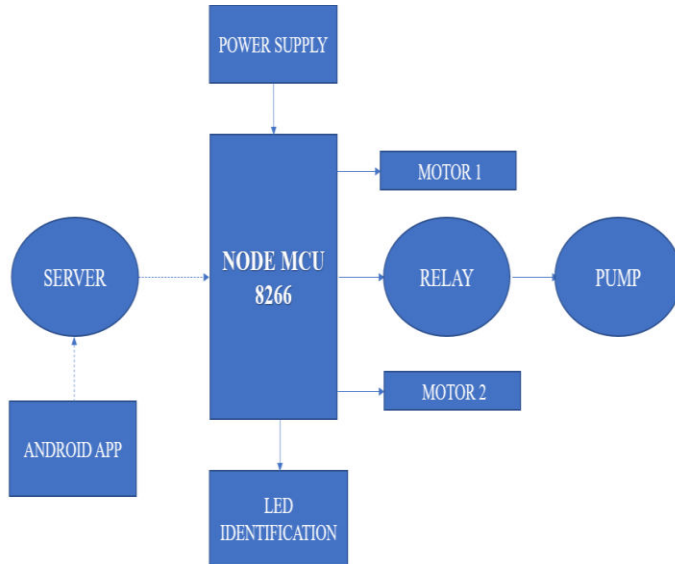 POWER SUPPLY
MOTOR 1
SERVER
NODE MCU
8266
RELAY
PUMP
MOTOR 2
ANDROID APP
LED
IDENTIFICATION